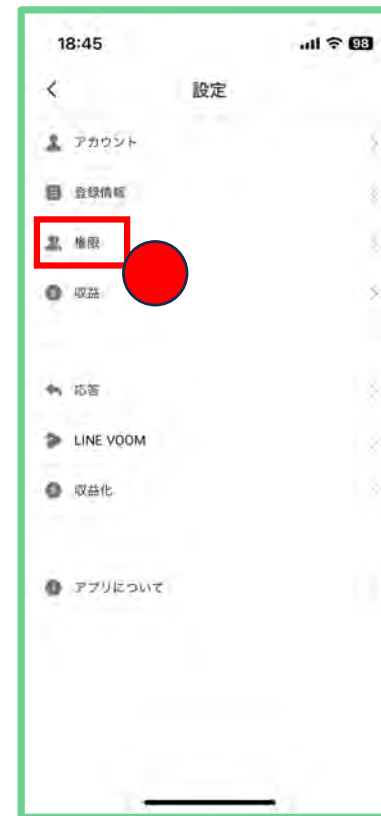 18:45
98
設定
アカウント
登録情報
権限
収益
応答
LINE VOOM
収益化
アプリについて